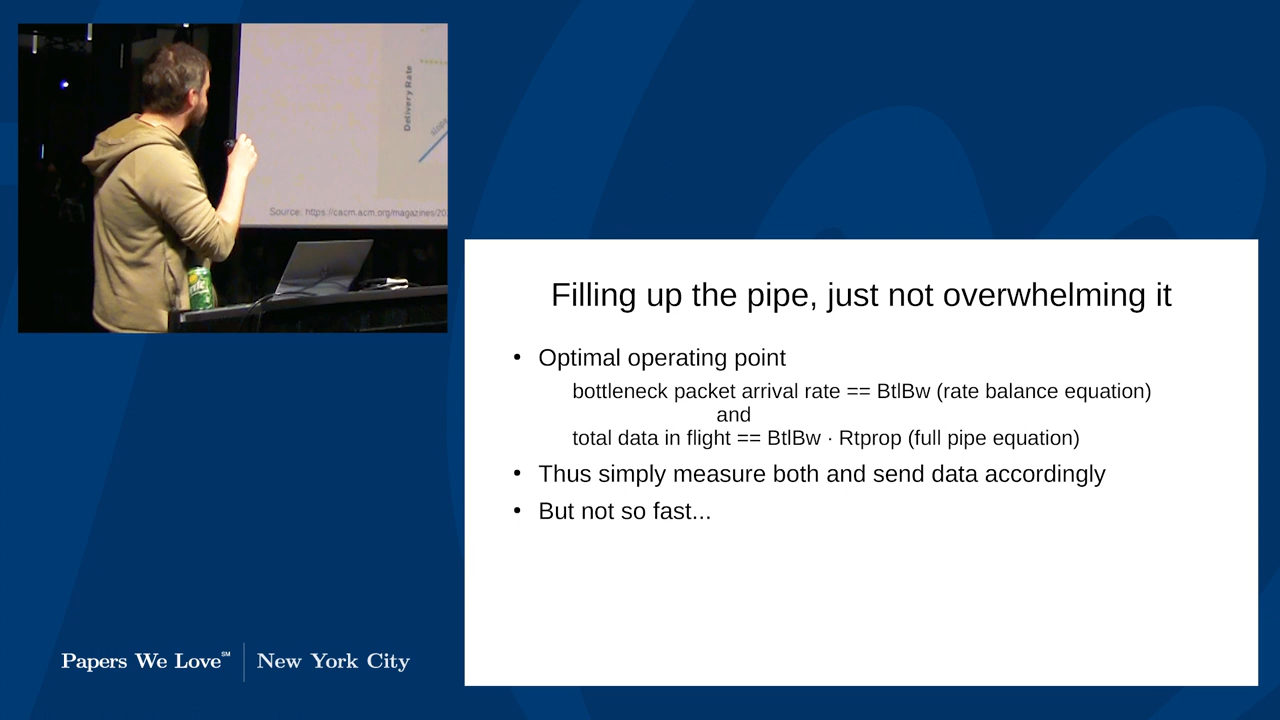 Delivery Rate
slope
Source: https://cacm.acm.org/magazines/20
Filling up the pipe, just not overwhelming it
• Optimal operating point
bottleneck packet arrival rate == BtlBw (rate balance equation)
and
total data in flight == BtlBw · Rtprop (full pipe equation)
• Thus simply measure both and send data accordingly
• But not so fast...
Papers We Love℠ | New York City